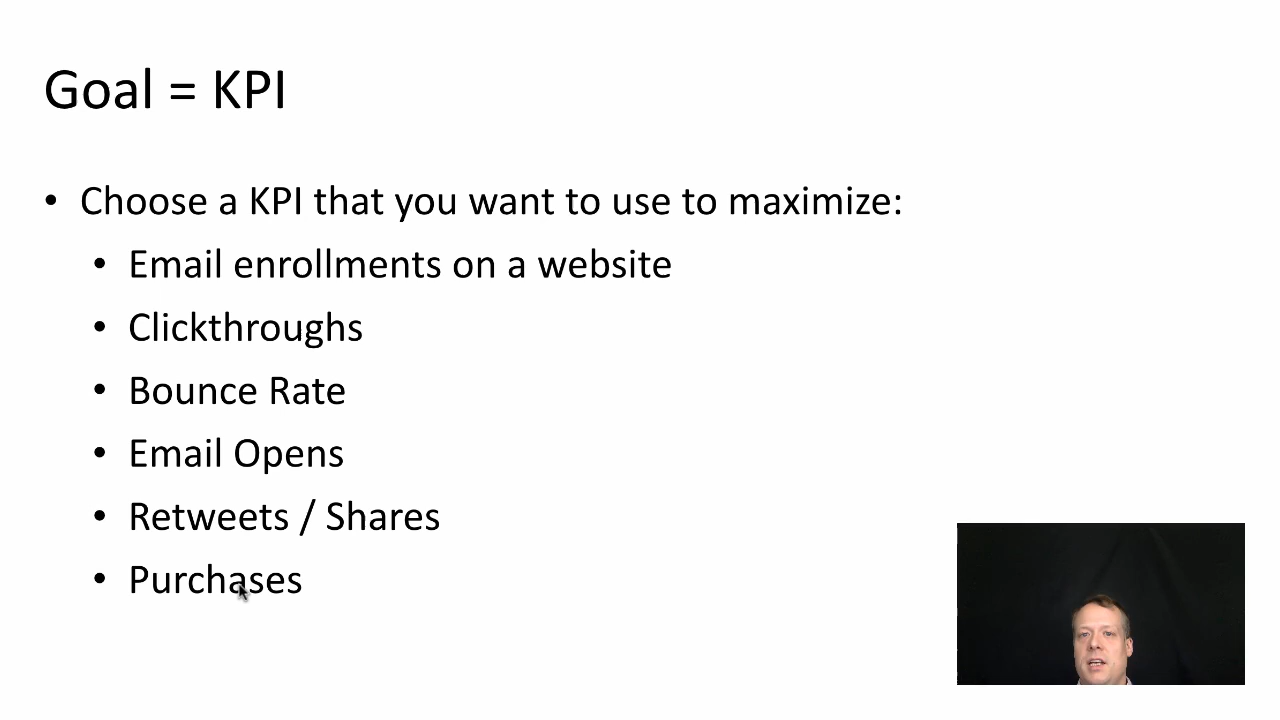 Goal = KPI
• Choose a KPI that you want to use to maximize:
• Email enrollments on a website
• Clickthroughs
• Bounce Rate
• Email Opens
• Retweets / Shares
• Purchases